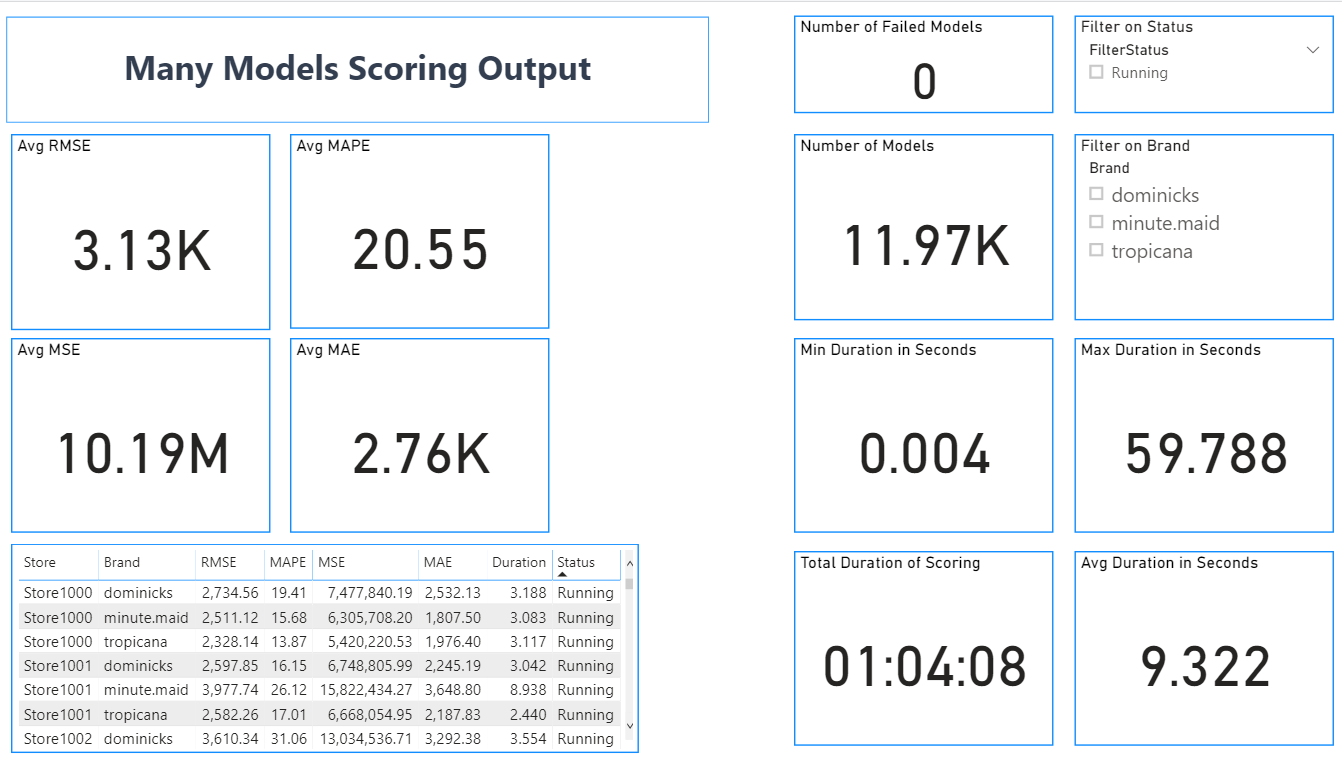 Many Models Scoring Output
Number of Failed Models
0
Filter on Status
FilterStatus
Running
Avg RMSE
3.13K
Avg MAPE
20.55
Number of Models
11.97K
Filter on Brand
Brand
dominicks
minute.maid
tropicana
Avg MSE
10.19M
Avg MAE
2.76K
Min Duration in Seconds
0.004
Max Duration in Seconds
59.788
Store Brand RMSE MAPE MSE MAE Duration Status
Store1000 dominicks 2,734.56 19.41 7,477,840.19 2,532.13 3.188 Running
Store1000 minute.maid 2,511.12 15.68 6,305,708.20 1,807.50 3.083 Running
Store1000 tropicana 2,328.14 13.87 5,420,220.53 1,976.40 3.117 Running
Store1001 dominicks 2,597.85 16.15 6,748,805.99 2,245.19 3.042 Running
Store1001 minute.maid 3,977.74 26.12 15,822,434.27 3,648.80 8.938 Running
Store1001 tropicana 2,582.26 17.01 6,668,054.95 2,187.83 2.440 Running
Store1002 dominicks 3,610.34 31.06 13,034,536.71 3,292.38 3.554 Running
Total Duration of Scoring
01:04:08
Avg Duration in Seconds
9.322